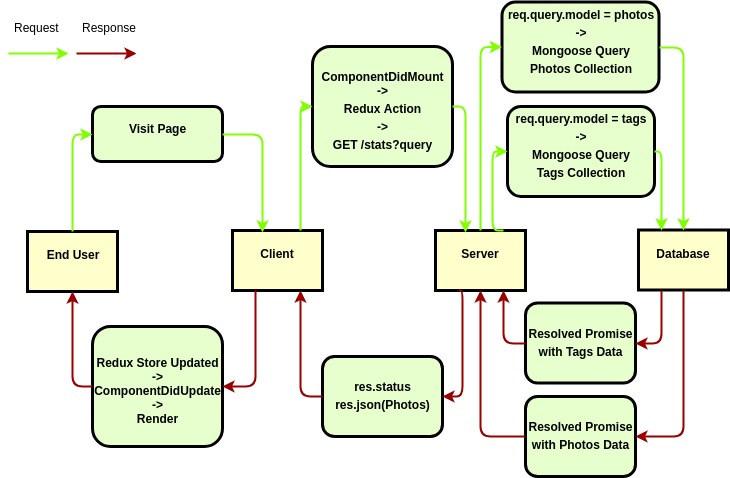 Request
Response
Visit Page
ComponentDidMount
->
Redux Action
->
GET /stats?query
req.query.model = photos
->
Mongoose Query
Photos Collection
req.query.model = tags
->
Mongoose Query
Tags Collection
End User
Client
Server
Database
Redux Store Updated
->
ComponentDidUpdate
->
Render
res.status
res.json(Photos)
Resolved Promise
with Tags Data
Resolved Promise
with Photos Data